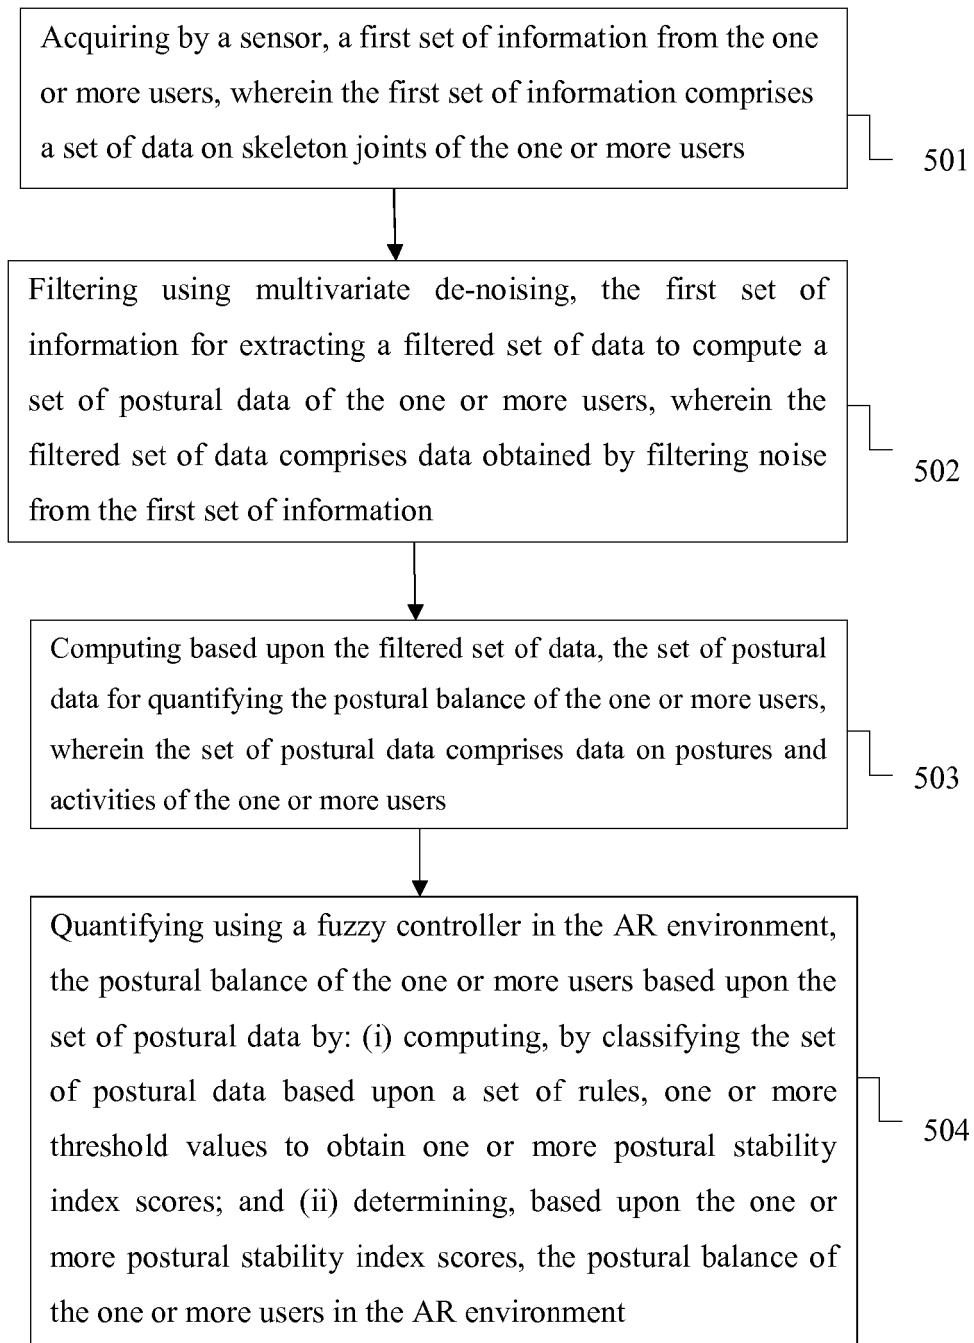 Acquiring by a sensor, a first set of information from the one
or more users, wherein the first set of information comprises
a set of data on skeleton joints of the one or more users
501
Filtering using multivariate de-noising, the first set of
information for extracting a filtered set of data to compute a
set of postural data of the one or more users, wherein the
filtered set of data comprises data obtained by filtering noise
from the first set of information
502
Computing based upon the filtered set of data, the set of postural
data for quantifying the postural balance of the one or more users,
wherein the set of postural data comprises data on postures and
activities of the one or more users
503
Quantifying using a fuzzy controller in the AR environment,
the postural balance of the one or more users based upon the
set of postural data by: (i) computing, by classifying the set
of postural data based upon a set of rules, one or more
threshold values to obtain one or more postural stability
index scores; and (ii) determining, based upon the one or
more postural stability index scores, the postural balance of
the one or more users in the AR environment
504